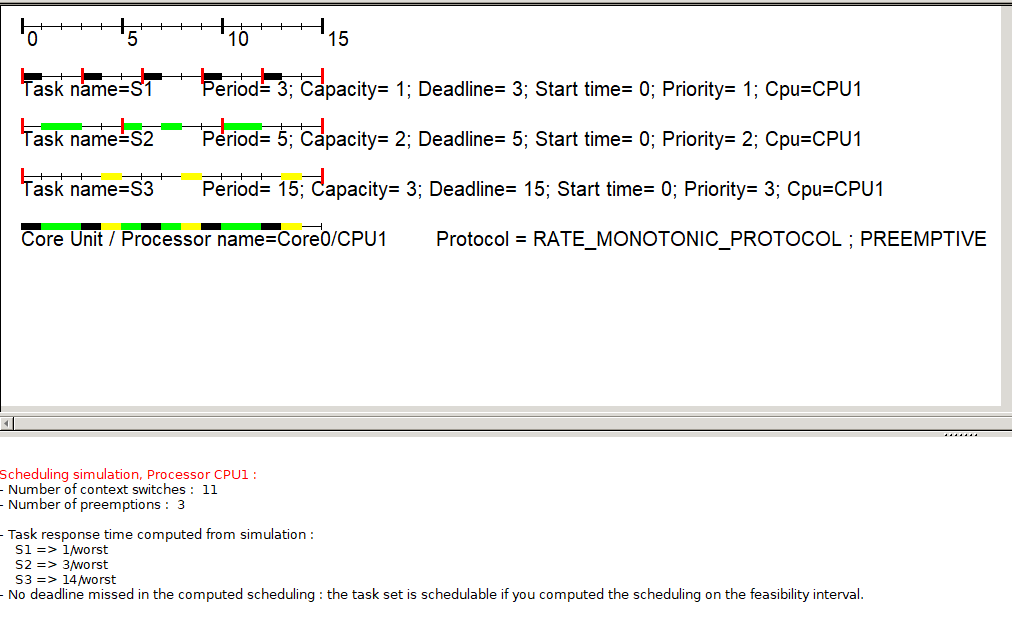 0 5 10 15
Task name=S1 Period= 3; Capacity= 1; Deadline= 3; Start time= 0; Priority= 1; Cpu=CPU1
Task name=S2 Period= 5; Capacity= 2; Deadline= 5; Start time= 0; Priority= 2; Cpu=CPU1
Task name=S3 Period= 15; Capacity= 3; Deadline= 15; Start time= 0; Priority= 3; Cpu=CPU1
Core Unit / Processor name=Core0/CPU1 Protocol = RATE_MONOTONIC_PROTOCOL ; PREEMPTIVE
Scheduling simulation, Processor CPU1 :
- Number of context switches : 11
- Number of preemptions : 3
- Task response time computed from simulation :
S1 => 1/worst
S2 => 3/worst
S3 => 14/worst
- No deadline missed in the computed scheduling : the task set is schedulable if you computed the scheduling on the feasibility interval.